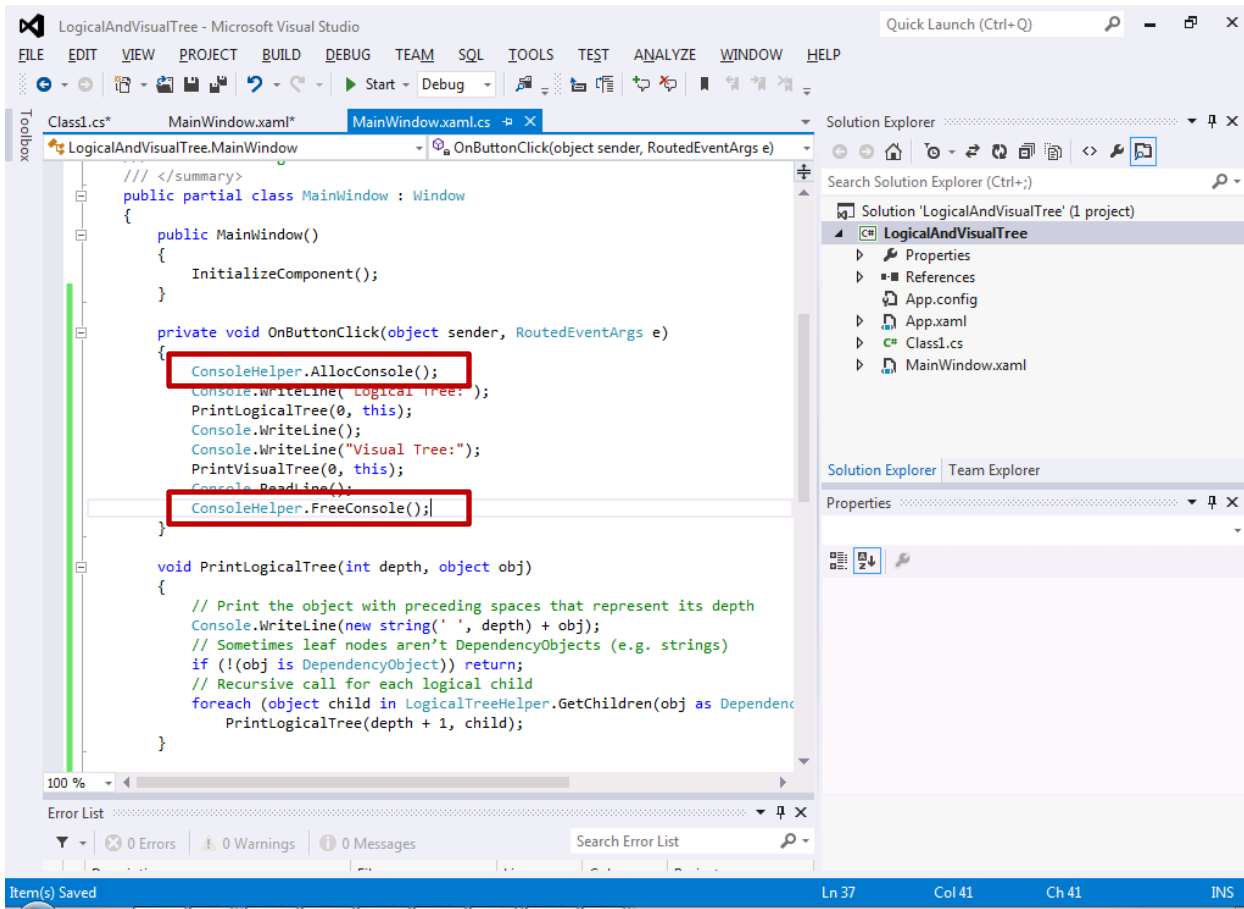 LogicalAndVisualTree - Microsoft Visual Studio
Quick Launch (Ctrl+Q)
FILE EDIT VIEW PROJECT BUILD DEBUG TEAM SQL TOOLS TEST ANALYZE WINDOW HELP
Start Debug
Toolbox
Class1.cs* MainWindow.xaml* MainWindow.xaml.cs
LogicalAndVisualTree.MainWindow OnButtonClick(object sender, RoutedEventArgs e)
/// </summary>
public partial class MainWindow : Window
{
public MainWindow()
{
InitializeComponent();
}
private void OnButtonClick(object sender, RoutedEventArgs e)
{
ConsoleHelper.AllocConsole();
Console.WriteLine("Logical Tree:");
PrintLogicalTree(0, this);
Console.WriteLine();
Console.WriteLine("Visual Tree:");
PrintVisualTree(0, this);
Console.ReadLine();
ConsoleHelper.FreeConsole();
}
void PrintLogicalTree(int depth, object obj)
{
// Print the object with preceding spaces that represent its depth
Console.WriteLine(new string(' ', depth) + obj);
// Sometimes leaf nodes aren’t DependencyObjects (e.g. strings)
if (!(obj is DependencyObject)) return;
// Recursive call for each logical child
foreach (object child in LogicalTreeHelper.GetChildren(obj as Dependenc
PrintLogicalTree(depth + 1, child);
}
100 %
Error List
0 Errors 0 Warnings 0 Messages
Search Error List
Solution Explorer
Search Solution Explorer (Ctrl+;)
Solution 'LogicalAndVisualTree' (1 project)
C# LogicalAndVisualTree
Properties
References
App.config
App.xaml
C# Class1.cs
MainWindow.xaml
Solution Explorer Team Explorer
Properties
Item(s) Saved
Ln 37 Col 41 Ch 41 INS